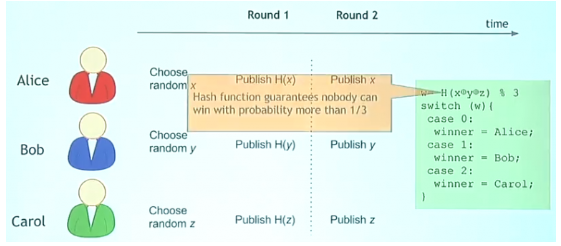 Round 1
Round 2
time
Alice
Choose
random x
Publish H(x)
Publish x
Hash function guarantees nobody can
win with probability more than 1/3
w = H(x⊕y⊕z) % 3
switch (w){
case 0:
winner = Alice;
case 1:
winner = Bob;
case 2:
winner = Carol;
}
Bob
Choose
random y
Publish H(y)
Publish y
Carol
Choose
random z
Publish H(z)
Publish z